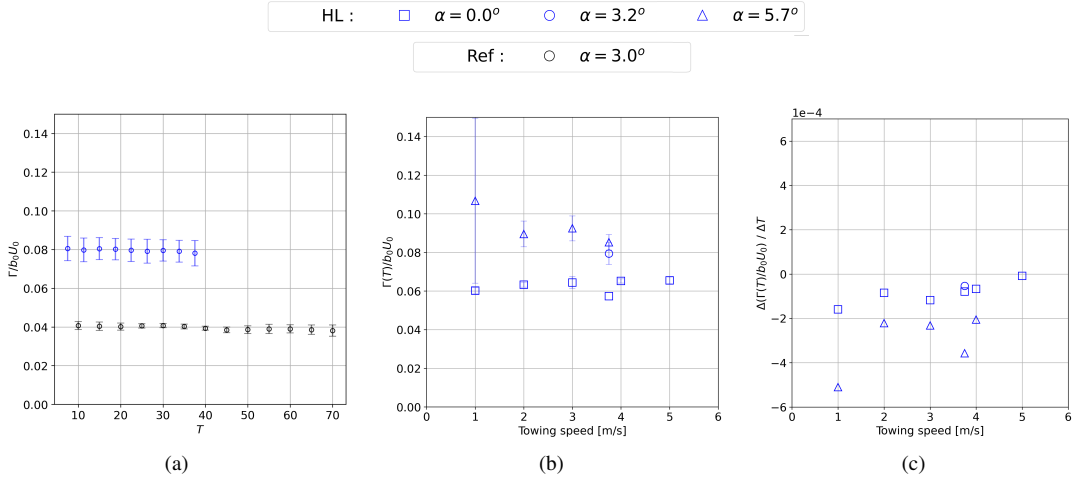 HL : α = 0.0° α = 3.2° α = 5.7°
Ref : α = 3.0°
0.14
0.12
0.10
0.08
0.06
0.04
0.02
0.00
Γ/b₀U₀
10 20 30 40 50 60 70
T
(a)
0.14
0.12
0.10
0.08
0.06
0.04
0.02
0.00
Γ(T)/b₀U₀
0 1 2 3 4 5 6
Towing speed [m/s]
(b)
1e−4
6
4
2
0
−2
−4
−6
Δ(Γ(T)/b₀U₀) / ΔT
0 1 2 3 4 5 6
Towing speed [m/s]
(c)